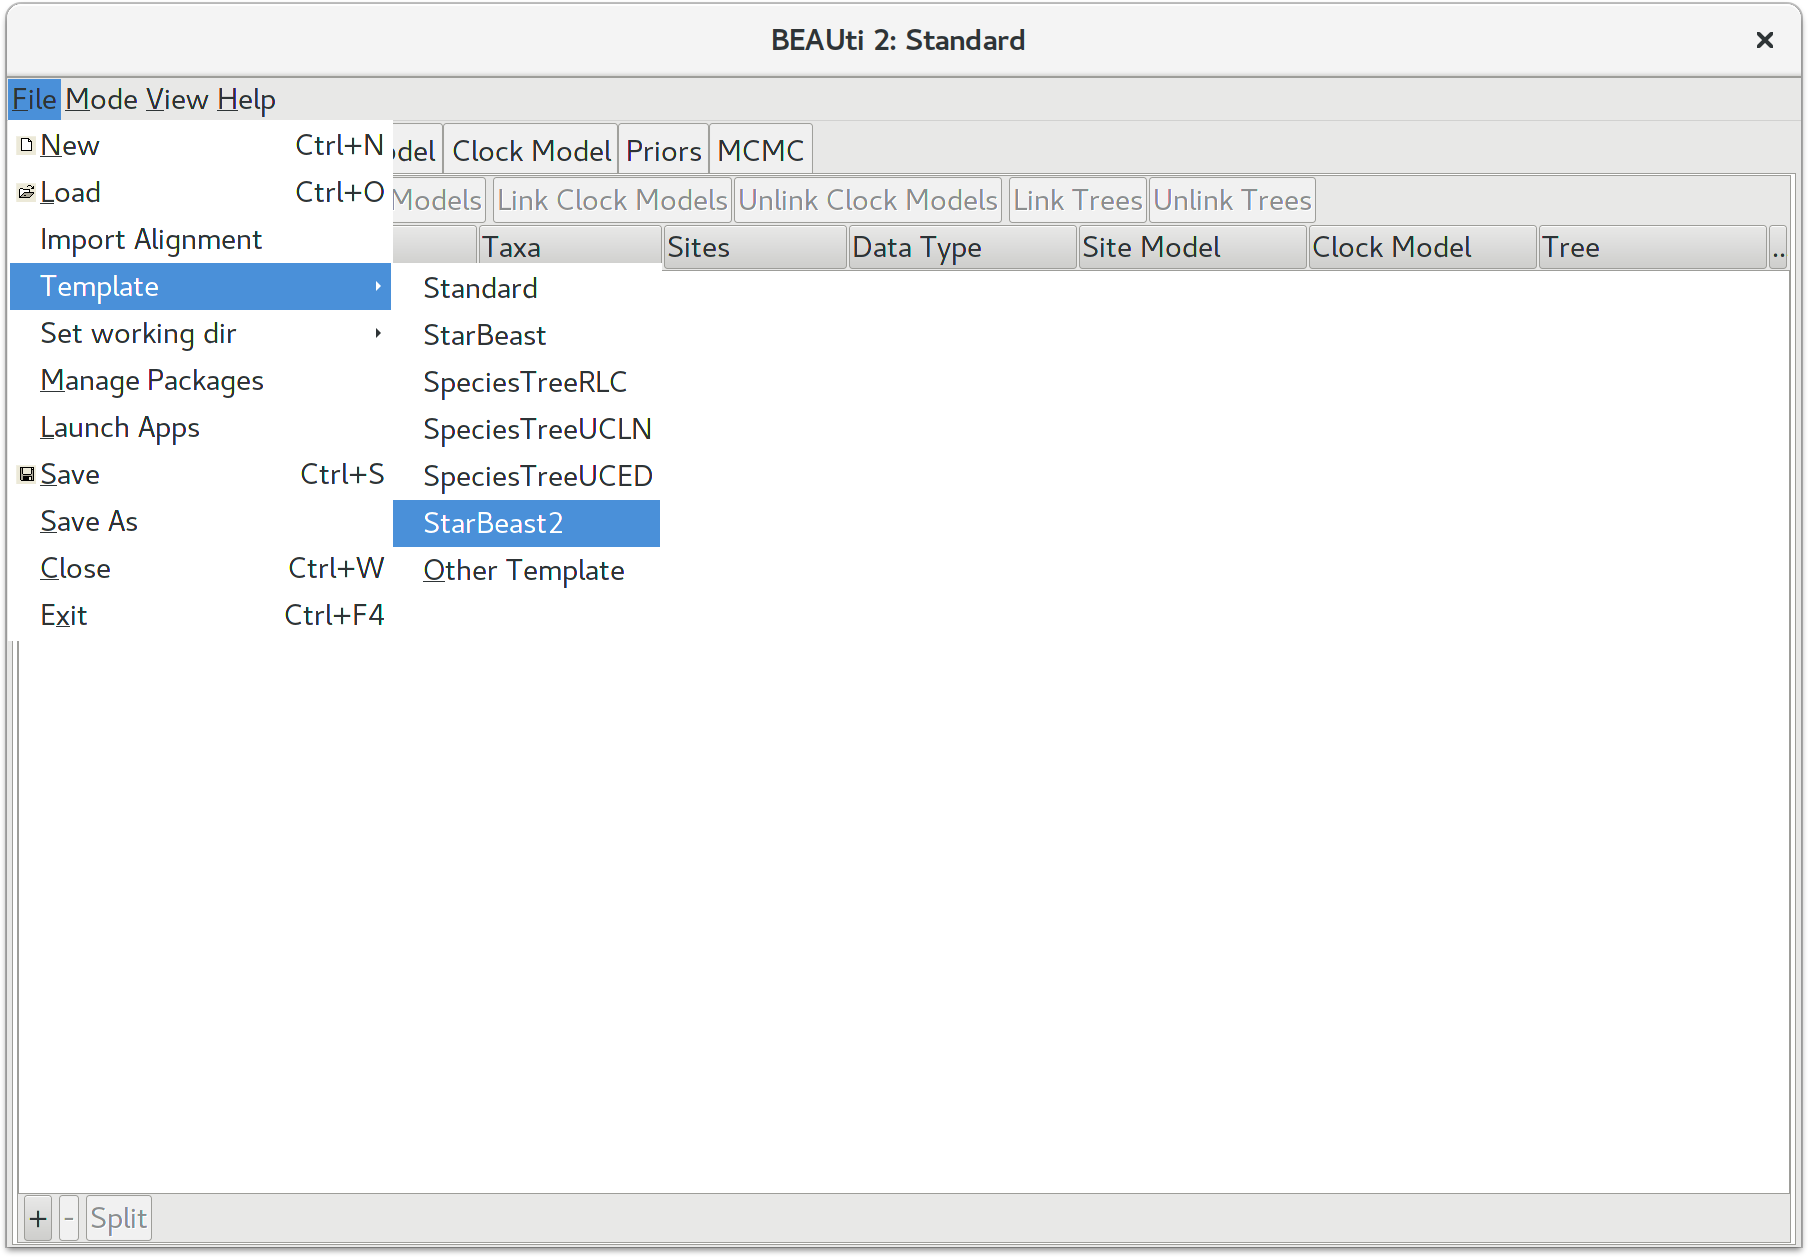 BEAUti 2: Standard
File Mode View Help
New Ctrl+N
Load Ctrl+O
Import Alignment
Template
Set working dir
Manage Packages
Launch Apps
Save Ctrl+S
Save As
Close Ctrl+W
Exit Ctrl+F4
Standard
StarBeast
SpeciesTreeRLC
SpeciesTreeUCLN
SpeciesTreeUCED
StarBeast2
Other Template
Clock Model Priors MCMC
Models Link Clock Models Unlink Clock Models Link Trees Unlink Trees
Taxa Sites Data Type Site Model Clock Model Tree ..
+ - Split